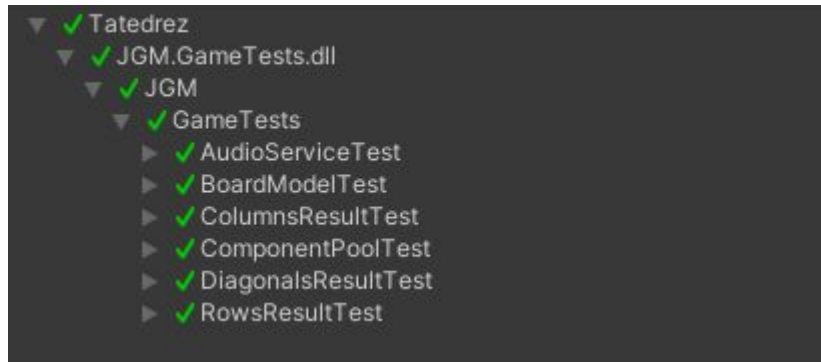 Tatedrez
JGM.GameTests.dll
JGM
GameTests
AudioServiceTest
BoardModelTest
ColumnsResultTest
ComponentPoolTest
DiagonalsResultTest
RowsResultTest